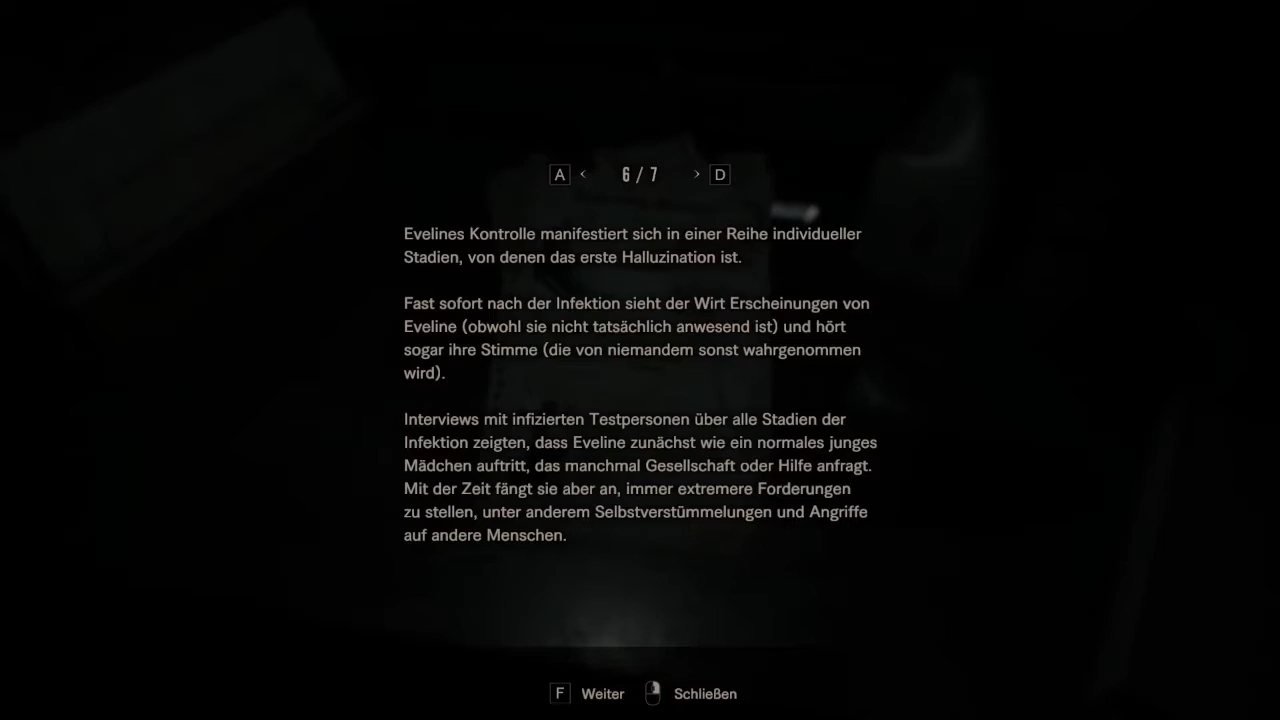 A < 6 / 7 > D
Evelines Kontrolle manifestiert sich in einer Reihe individueller
Stadien, von denen das erste Halluzination ist.
Fast sofort nach der Infektion sieht der Wirt Erscheinungen von
Eveline (obwohl sie nicht tatsächlich anwesend ist) und hört
sogar ihre Stimme (die von niemandem sonst wahrgenommen
wird).
Interviews mit infizierten Testpersonen über alle Stadien der
Infektion zeigten, dass Eveline zunächst wie ein normales junges
Mädchen auftritt, das manchmal Gesellschaft oder Hilfe anfragt.
Mit der Zeit fängt sie aber an, immer extremere Forderungen
zu stellen, unter anderem Selbstverstümmelungen und Angriffe
auf andere Menschen.
F Weiter Schließen